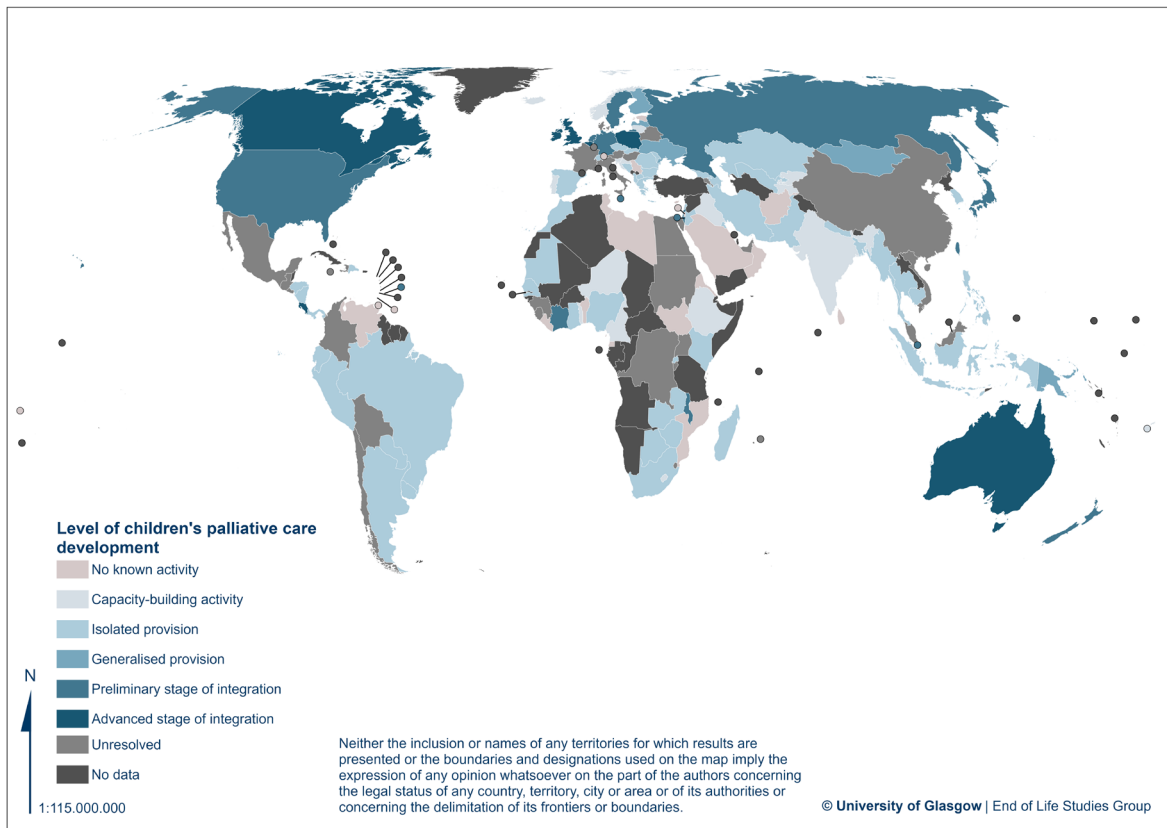 Level of children's palliative care
development
No known activity
Capacity-building activity
Isolated provision
Generalised provision
Preliminary stage of integration
Advanced stage of integration
Unresolved
No data
N
1:115.000.000
Neither the inclusion or names of any territories for which results are
presented or the boundaries and designations used on the map imply the
expression of any opinion whatsoever on the part of the authors concerning
the legal status of any country, territory, city or area or of its authorities or
concerning the delimitation of its frontiers or boundaries.
© University of Glasgow | End of Life Studies Group